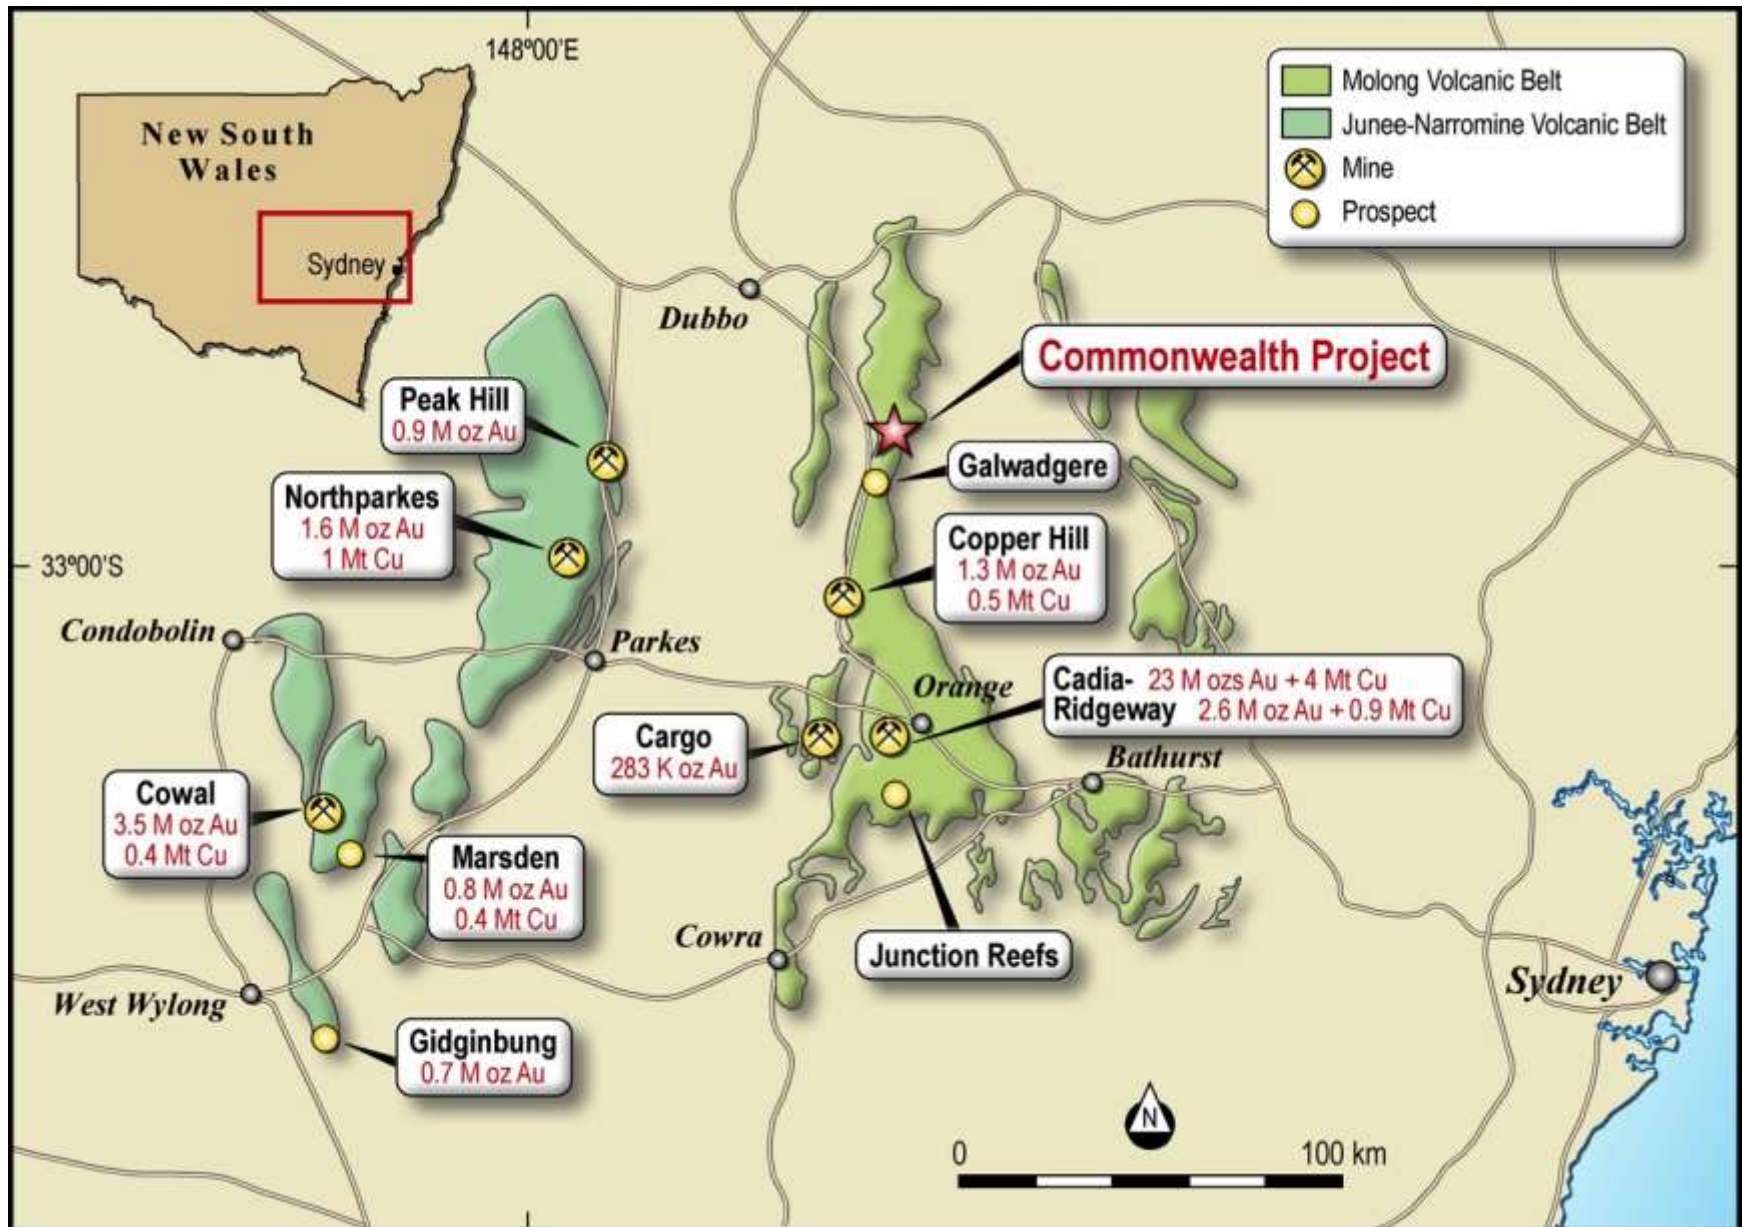 148º00'E
New South
Wales
Sydney
Molong Volcanic Belt
Junee-Narromine Volcanic Belt
Mine
Prospect
Dubbo
Commonwealth Project
Peak Hill
0.9 M oz Au
Galwadgere
Northparkes
1.6 M oz Au
1 Mt Cu
Copper Hill
1.3 M oz Au
0.5 Mt Cu
33º00'S
Condobolin
Parkes
Orange
Cadia- 23 M ozs Au + 4 Mt Cu
Ridgeway 2.6 M oz Au + 0.9 Mt Cu
Cargo
283 K oz Au
Bathurst
Cowal
3.5 M oz Au
0.4 Mt Cu
Marsden
0.8 M oz Au
0.4 Mt Cu
Cowra
Junction Reefs
Sydney
West Wylong
Gidginbung
0.7 M oz Au
N
0 100 km